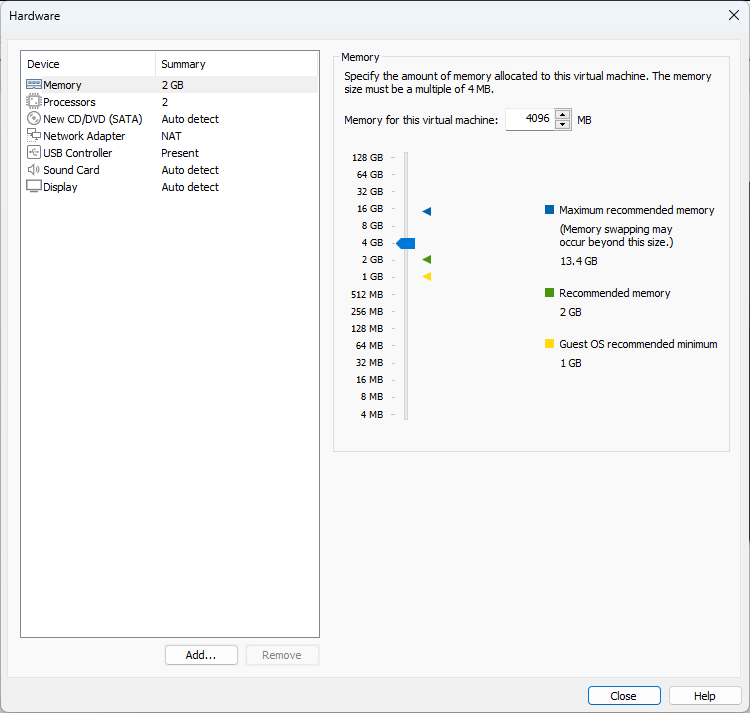 Hardware
Device Summary
Memory 2 GB
Processors 2
New CD/DVD (SATA) Auto detect
Network Adapter NAT
USB Controller Present
Sound Card Auto detect
Display Auto detect
Add...
Remove
Memory
Specify the amount of memory allocated to this virtual machine. The memory
size must be a multiple of 4 MB.
Memory for this virtual machine: 4096 MB
128 GB
64 GB
32 GB
16 GB
8 GB
4 GB
2 GB
1 GB
512 MB
256 MB
128 MB
64 MB
32 MB
16 MB
8 MB
4 MB
Maximum recommended memory
(Memory swapping may
occur beyond this size.)
13.4 GB
Recommended memory
2 GB
Guest OS recommended minimum
1 GB
Close
Help